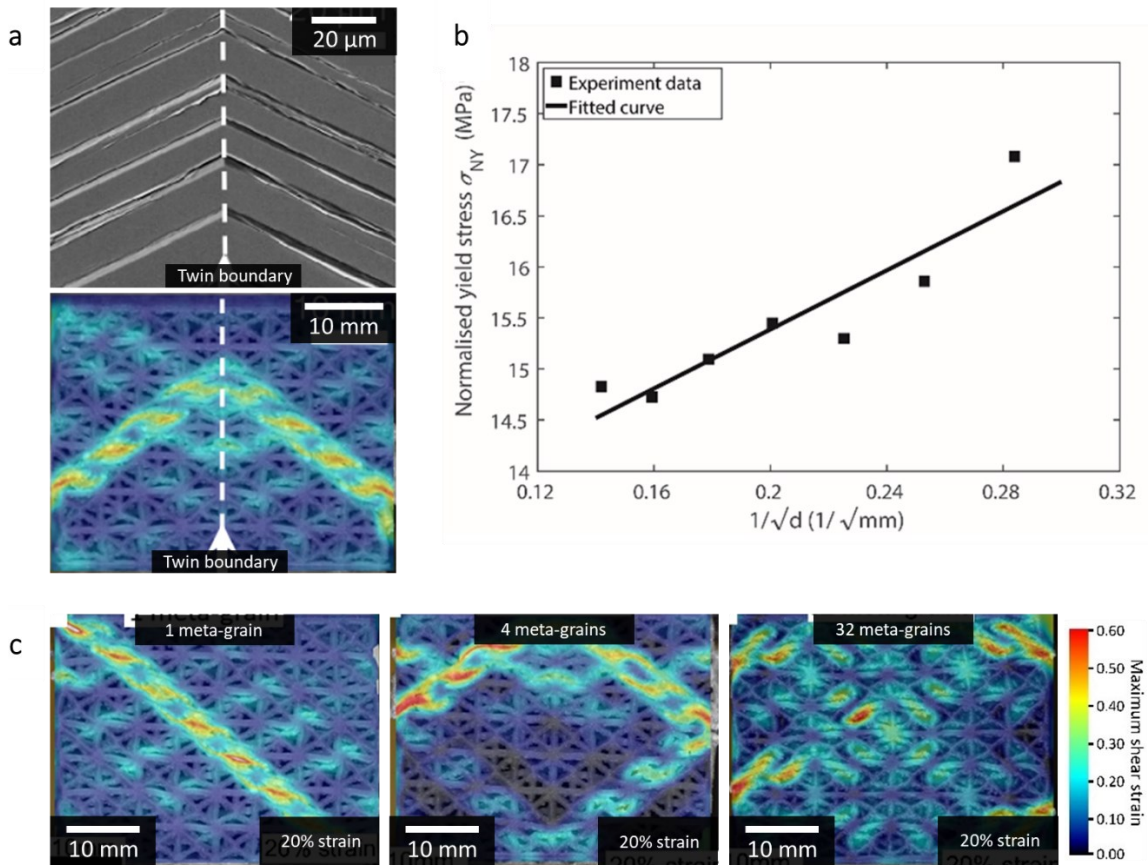 a
20 µm
Twin boundary
10 mm
Twin boundary
b
Normalised yield stress σNY (MPa)
18
17.5
17
16.5
16
15.5
15
14.5
14
Experiment data
Fitted curve
0.12
0.16
0.2
0.24
0.28
0.32
1/√d (1/√mm)
c
1 meta-grain
10 mm
20% strain
4 meta-grains
10 mm
20% strain
32 meta-grains
10 mm
20% strain
0.60
0.50
0.40
0.30
0.20
0.10
0.00
Maximum shear strain